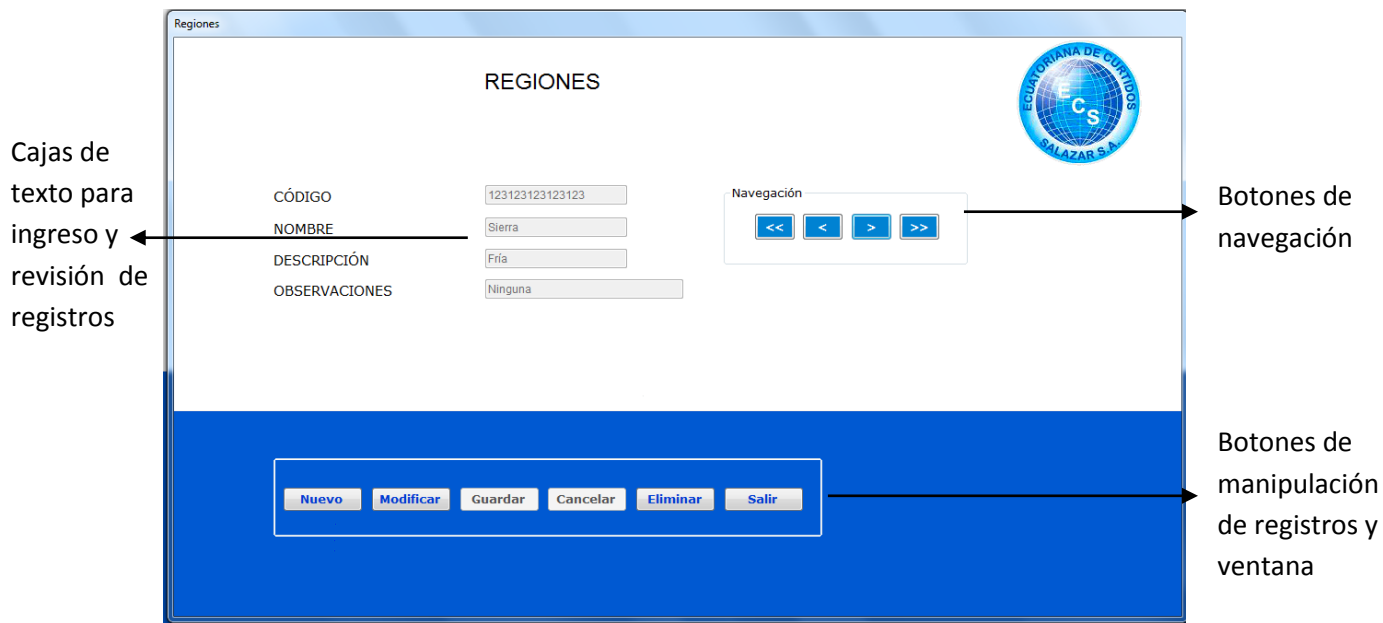 Regiones
REGIONES
ECUATORIANA DE CURTIDOS
ECS
SALAZAR S.A.
Cajas de
texto para
ingreso y
revisión de
registros
CÓDIGO 123123123123123
NOMBRE Sierra
DESCRIPCIÓN Fría
OBSERVACIONES Ninguna
Navegación
<< < > >>
Botones de
navegación
Nuevo Modificar Guardar Cancelar Eliminar Salir
Botones de
manipulación
de registros y
ventana